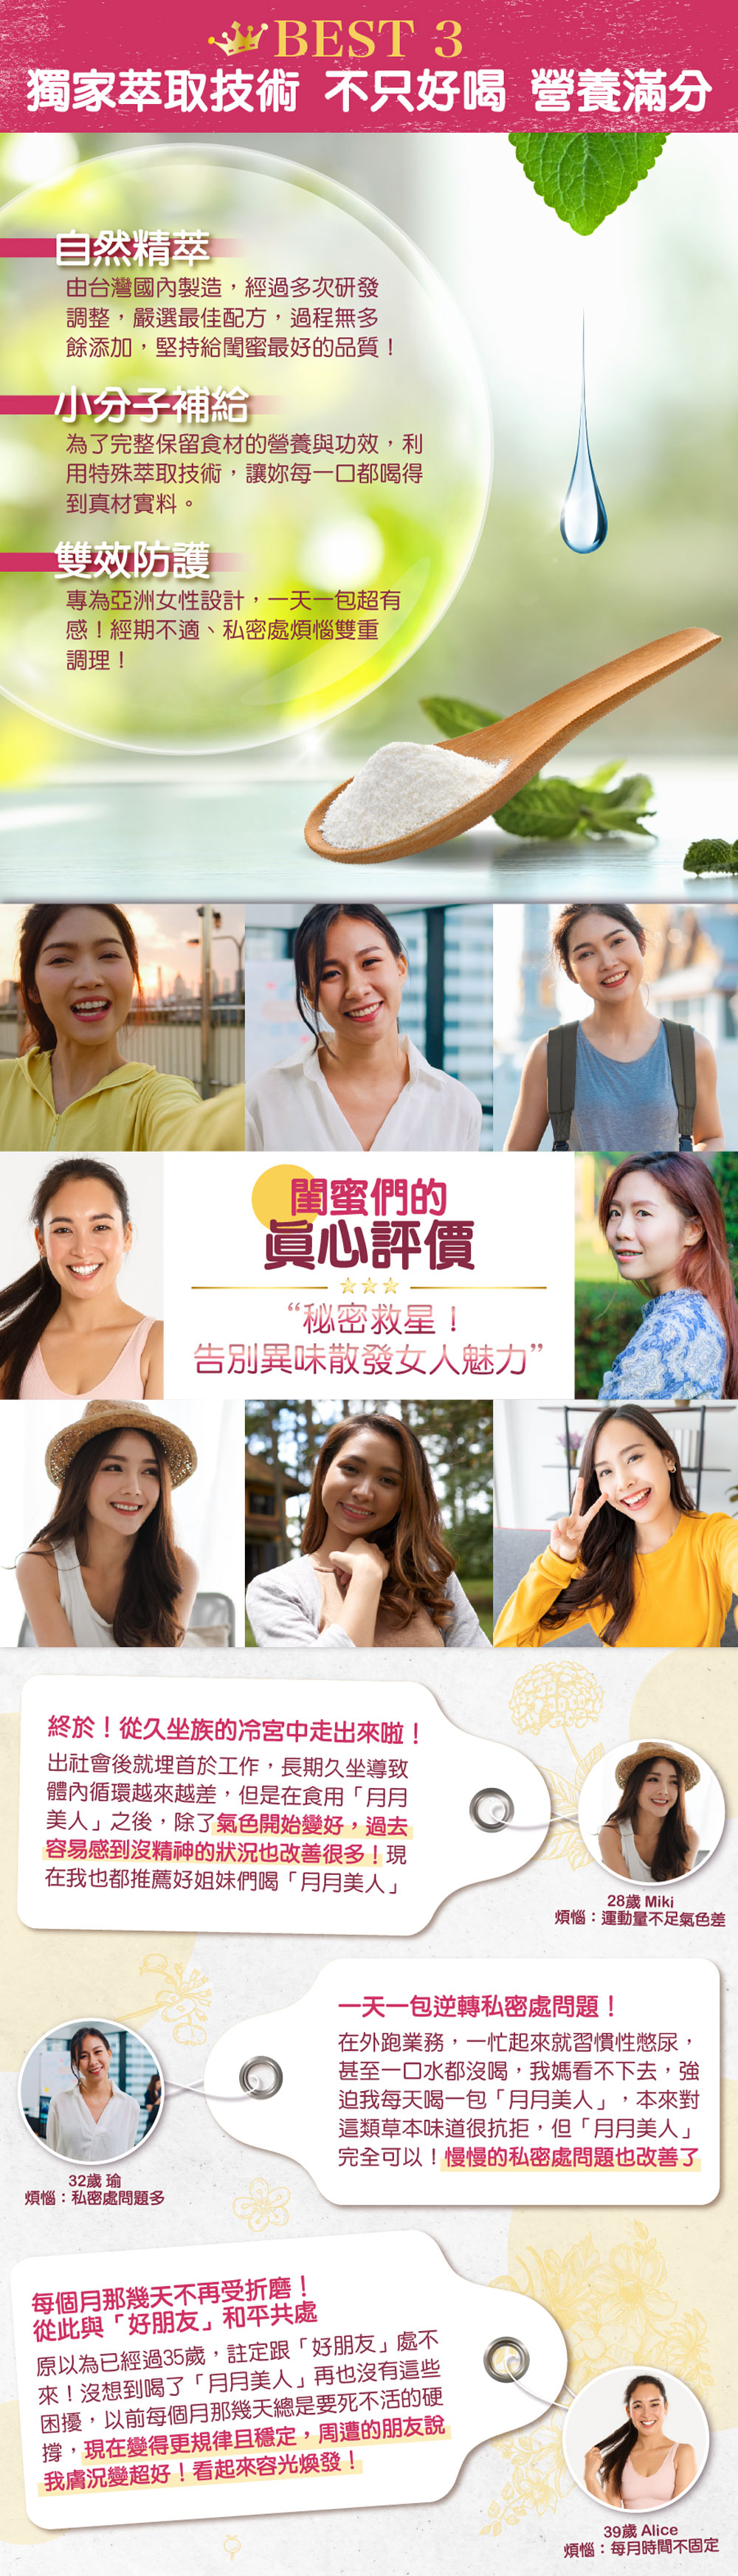 BEST 3
獨家萃取技術 不只好喝 營養滿分
自然精萃
由台灣國內製造，經過多次研發
調整，嚴選最佳配方，過程無多
餘添加，堅持給閨蜜最好的品質！
小分子補給
為了完整保留食材的營養與功效，利
用特殊萃取技術，讓妳每一口都喝得
到真材實料。
雙效防護
專為亞洲女性設計，一天一包超有
感！經期不適、私密處煩惱雙重
調理！
閨蜜們的
真心評價
“秘密救星！
告別異味散發女人魅力”
終於！從久坐族的冷宮中走出來啦！
出社會後就埋首於工作，長期久坐導致
體內循環越來越差，但是在食用「月月
美人」之後，除了氣色開始變好，過去
容易感到沒精神的狀況也改善很多！現
在我也都推薦好姐妹們喝「月月美人」
28歲 Miki
煩惱：運動量不足氣色差
一天一包逆轉私密處問題！
在外跑業務，一忙起來就習慣性憋尿，
甚至一口水都沒喝，我媽看不下去，強
迫我每天喝一包「月月美人」，本來對
這類草本味道很抗拒，但「月月美人」
完全可以！慢慢的私密處問題也改善了
32歲 瑜
煩惱：私密處問題多
每個月那幾天不再受折磨！
從此與「好朋友」和平共處
原以為已經過35歲，註定跟「好朋友」處不
來！沒想到喝了「月月美人」再也沒有這些
困擾，以前每個月那幾天總是要死不活的硬
撐，現在變得更規律且穩定，周遭的朋友說
我膚況變超好！看起來容光煥發！
39歲 Alice
煩惱：每月時間不固定